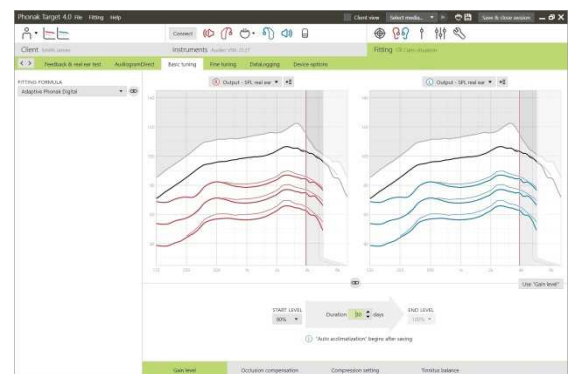 Phonak Target 4.0 File Fitting Help
Client view Select media... Save & close session
Connect
Client Instruments Fitting Calm situation
Feedback & real ear test AudiogramDirect Basic tuning Fine tuning DataLogging Device options
FITTING FORMULA
Adaptive Phonak Digital
Output - SPL real ear
Output - SPL real ear
Use "Gain level"
START LEVEL
80%
Duration
days
END LEVEL
100%
"Auto acclimatization" begins after saving
Gain level Occlusion compensation Compression setting Tinnitus balance